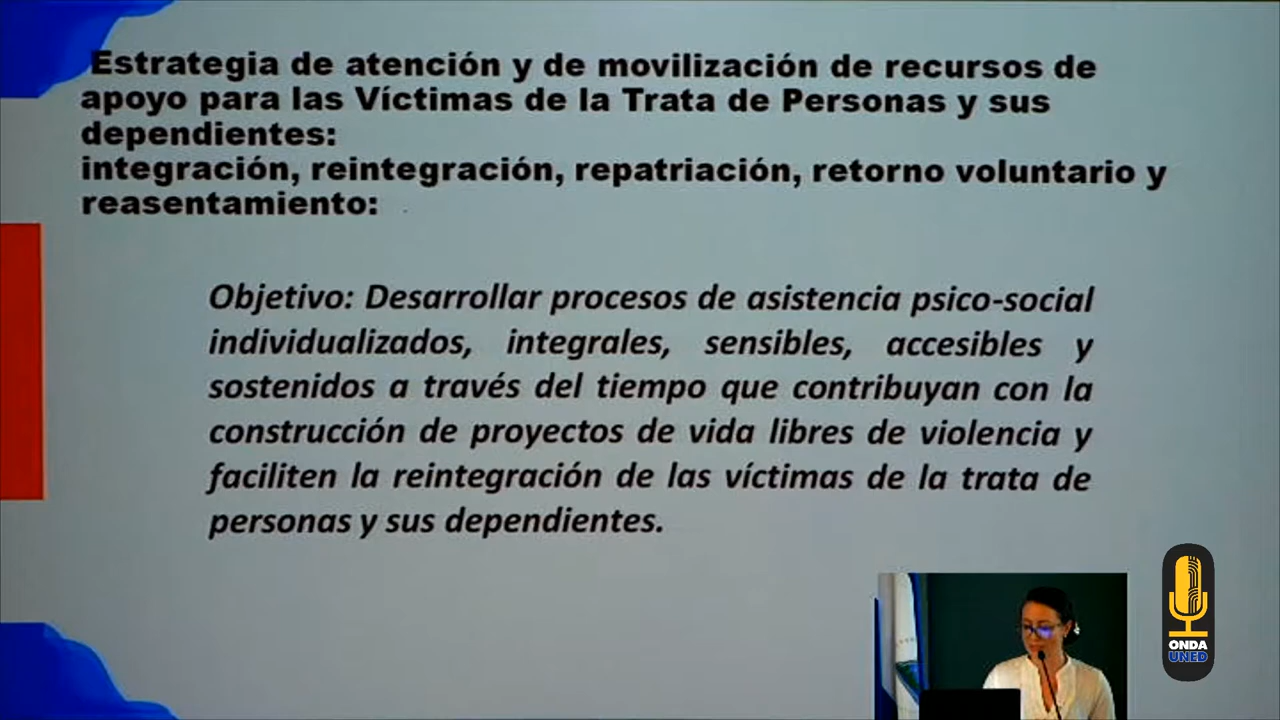 Estrategia de atención y de movilización de recursos de
apoyo para las Víctimas de la Trata de Personas y sus
dependientes:
integración, reintegración, repatriación, retorno voluntario y
reasentamiento:
Objetivo: Desarrollar procesos de asistencia psico-social
individualizados, integrales, sensibles, accesibles y
sostenidos a través del tiempo que contribuyan con la
construcción de proyectos de vida libres de violencia y
faciliten la reintegración de las víctimas de la trata de
personas y sus dependientes.
ONDA
UNED